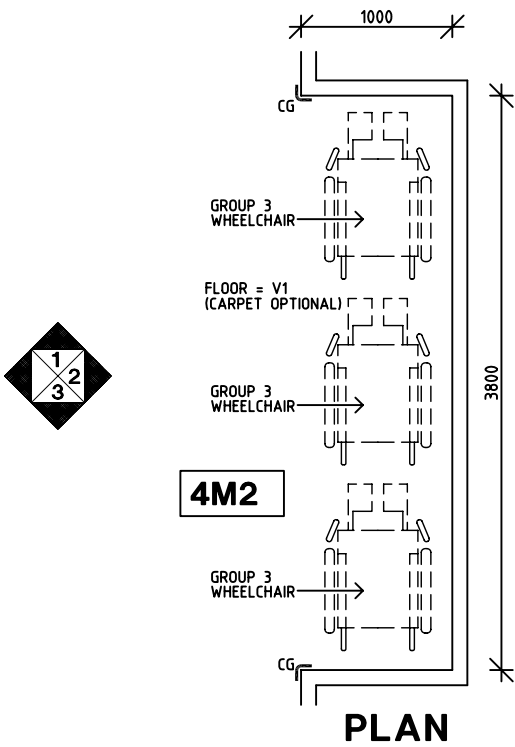 1000
CG
GROUP 3
WHEELCHAIR
FLOOR = V1
(CARPET OPTIONAL)
1
2
3
3800
GROUP 3
WHEELCHAIR
4M2
GROUP 3
WHEELCHAIR
CG
PLAN